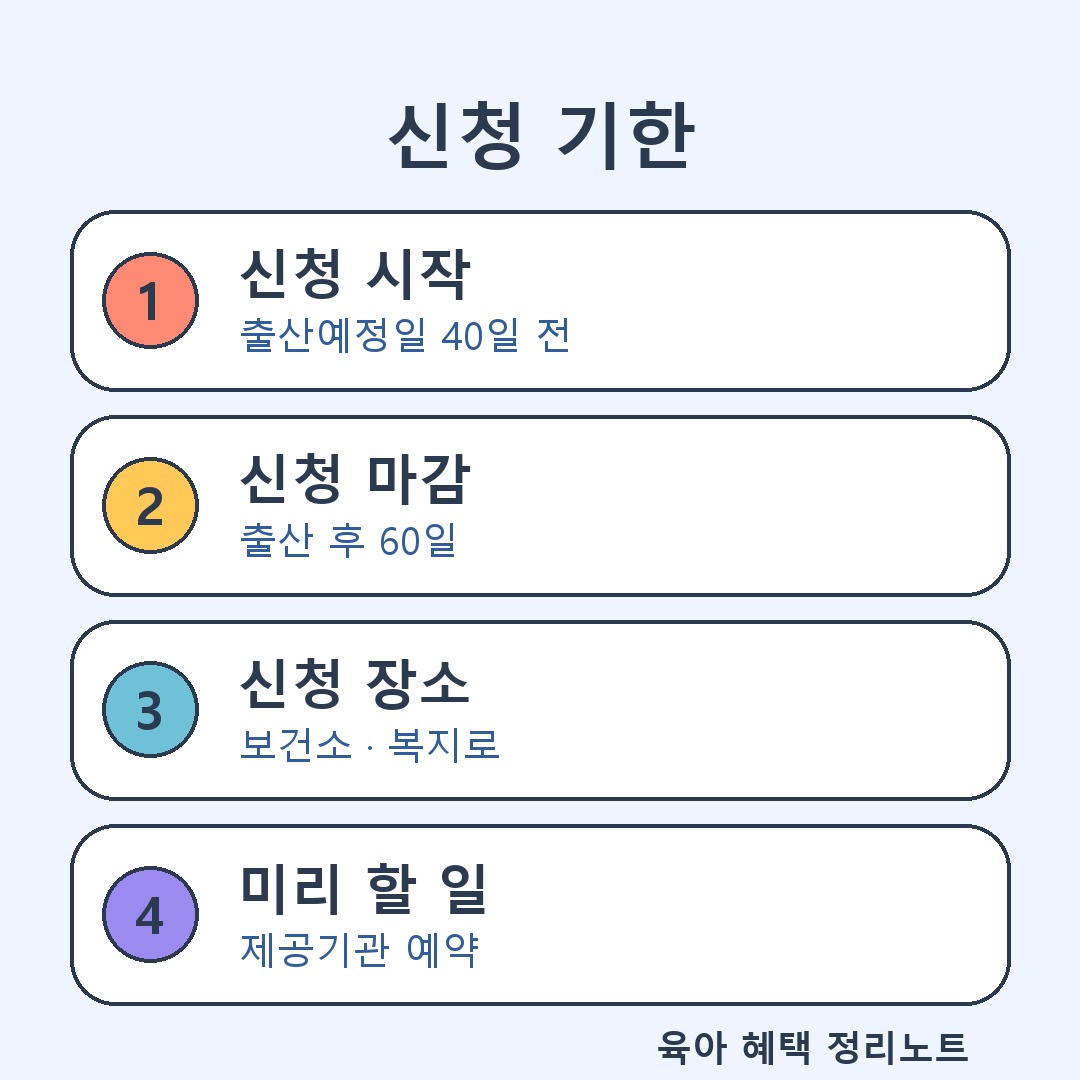 신청 기한
1
신청 시작
출산예정일 40일 전
2
신청 마감
출산 후 60일
3
신청 장소
보건소 · 복지로
4
미리 할 일
제공기관 예약
육아 혜택 정리노트